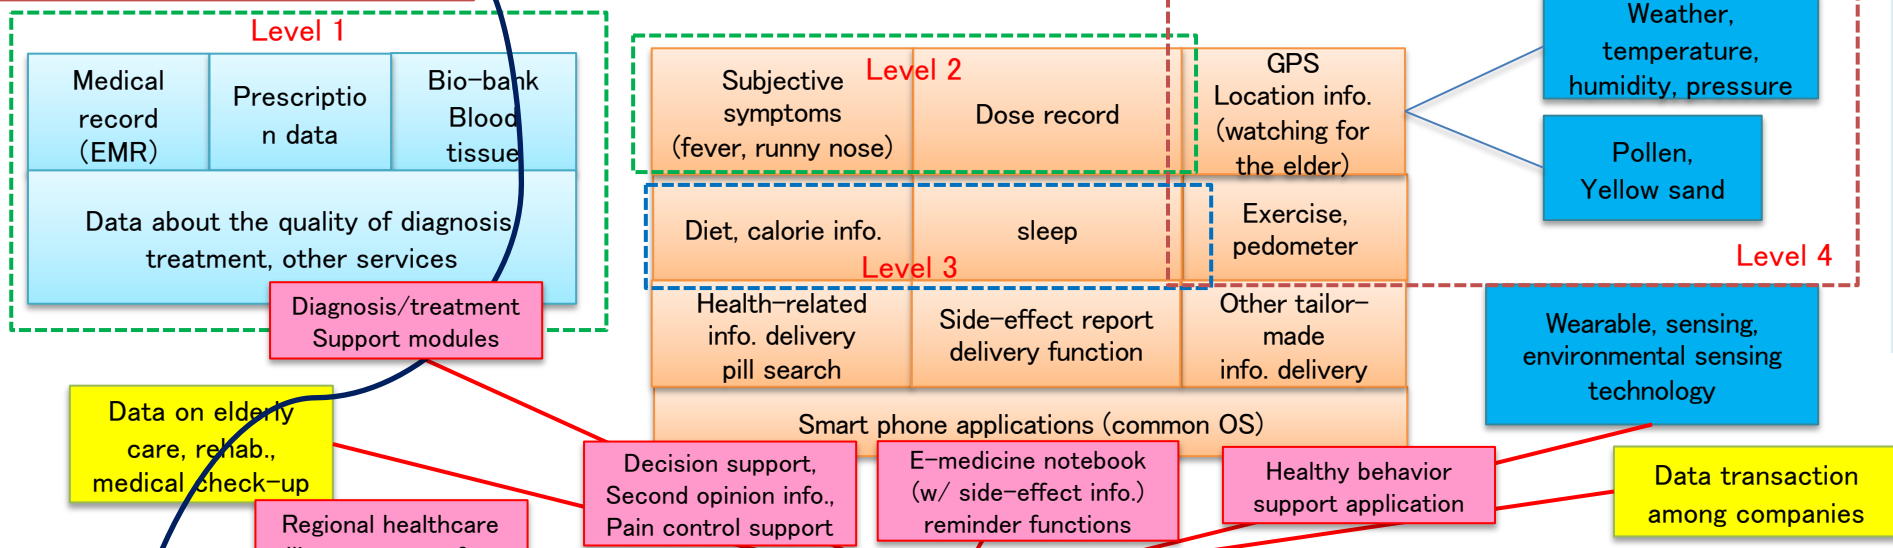 Level 1
Medical
record
(EMR)
Prescriptio
n data
Bio-bank
Blood
tissue
Data about the quality of diagnosis
treatment, other services
Diagnosis/treatment
Support modules
Data on elderly
care, rehab.,
medical check-up
Regional healthcare
Level 2
Subjective
symptoms
(fever, runny nose)
Dose record
GPS
Location info.
(watching for
the elder)
Diet, calorie info.
sleep
Exercise,
pedometer
Level 3
Health-related
info. delivery
pill search
Side-effect report
delivery function
Other tailor-
made
info. delivery
Smart phone applications (common OS)
Decision support,
Second opinion info.,
Pain control support
E-medicine notebook
(w/ side-effect info.)
reminder functions
Healthy behavior
support application
Weather,
temperature,
humidity, pressure
Pollen,
Yellow sand
Level 4
Wearable, sensing,
environmental sensing
technology
Data transaction
among companies